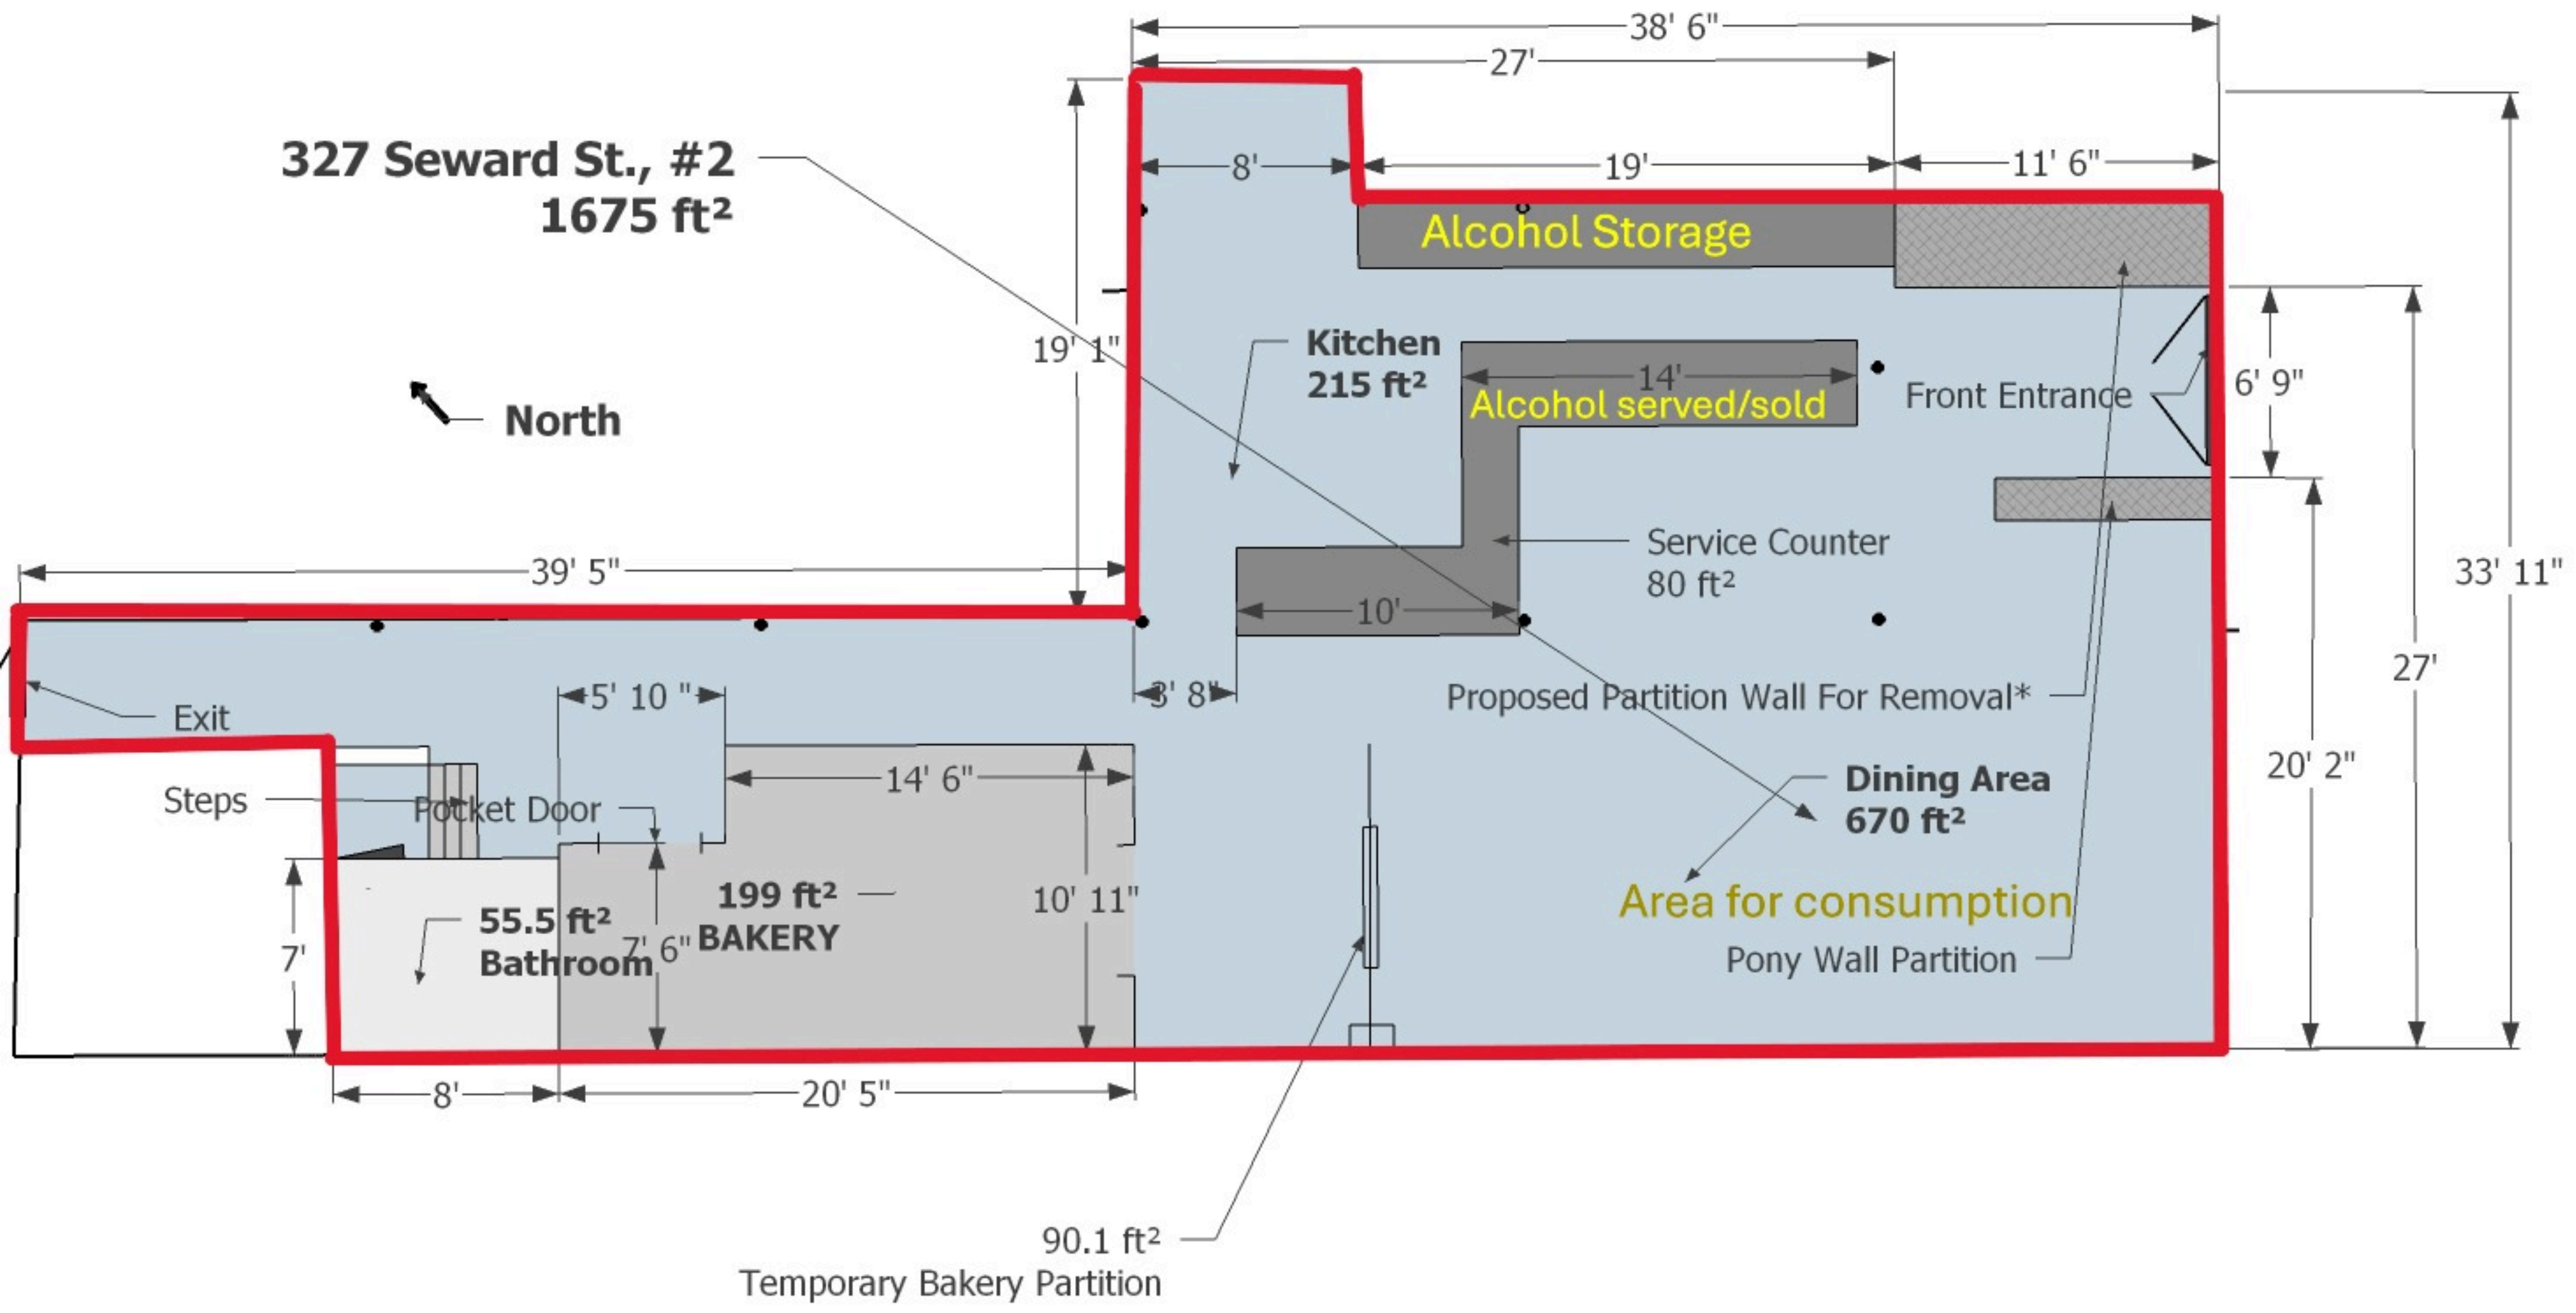 38' 6"
27'
327 Seward St., #2
1675 ft²
8'
19'
11' 6"
Alcohol Storage
19' 1"
Kitchen
215 ft²
14'
Alcohol served/sold
Front Entrance
6' 9"
North
Service Counter
80 ft²
39' 5"
33' 11"
10'
27'
5' 10 "
3' 8"
Proposed Partition Wall For Removal*
Exit
20' 2"
Steps
Pocket Door
14' 6"
Dining Area
670 ft²
199 ft²
BAKERY
10' 11"
Area for consumption
55.5 ft²
Bathroom
7' 6"
7'
Pony Wall Partition
8'
20' 5"
90.1 ft²
Temporary Bakery Partition